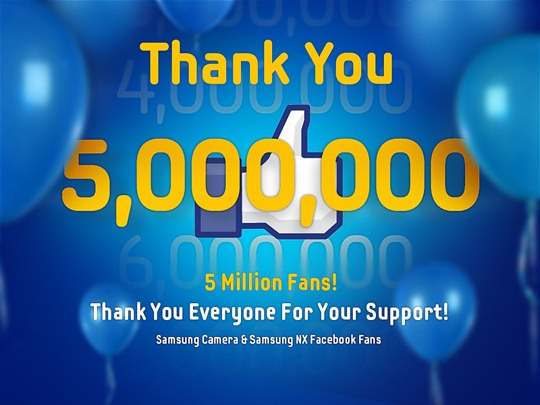 Thank You
4,000,000
5,000,000
6,000,000
5 Million Fans!
Thank You Everyone For Your Support!
Samsung Camera & Samsung NX Facebook Fans